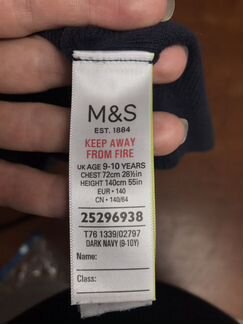 M&S
EST. 1884
KEEP AWAY
FROM FIRE
UK AGE 9-10 YEARS
CHEST 72cm 28½in
HEIGHT 140cm 55in
EUR • 140
CN • 140/64
25296938
T76 1339/02797
DARK NAVY (9-10Y)
Name:
Class: